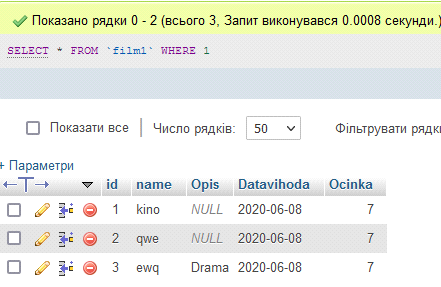 Показано рядки 0 - 2 (всього 3, Запит виконувався 0.0008 секунди.)
SELECT * FROM `film1` WHERE 1
Показати все Число рядків: 50 Фільтрувати
+ Параметри
←T→ id name Opis Datavihoda Ocinka
1 kino NULL 2020-06-08 7
2 qwe NULL 2020-06-08 7
3 ewq Drama 2020-06-08 7